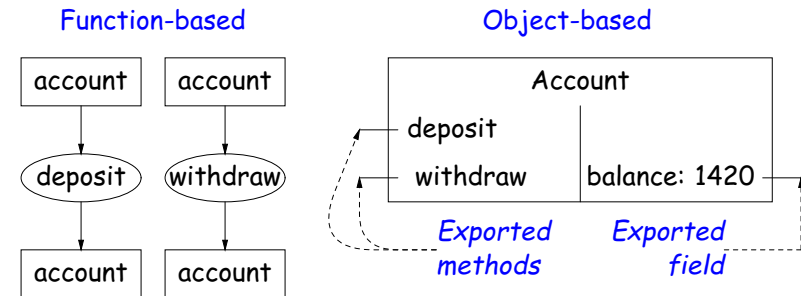 Function-based
account account
deposit withdraw
account account
Object-based
Account
deposit
withdraw balance: 1420
Exported Exported
methods field